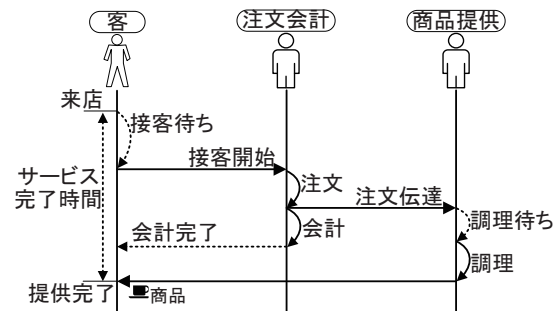 客
注文会計
商品提供
来店
接客待ち
接客開始
サービス
完了時間
注文
注文伝達
会計完了
会計
調理待ち
調理
提供完了
商品